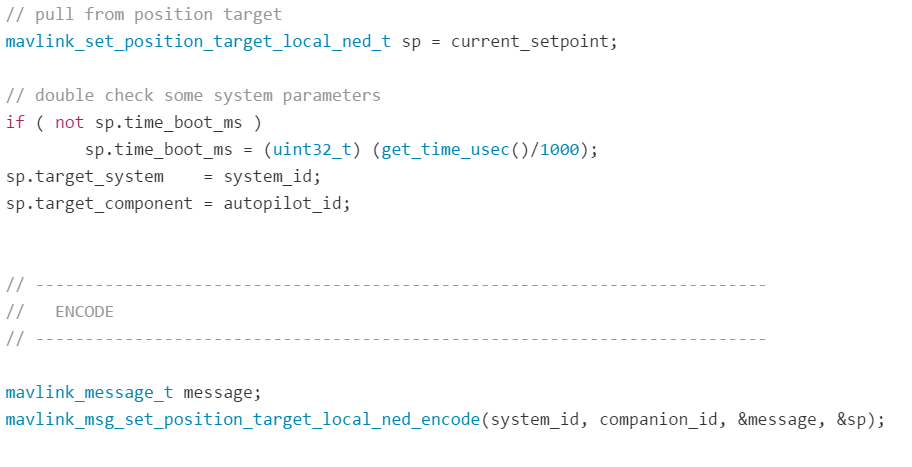 // pull from position target
mavlink_set_position_target_local_ned_t sp = current_setpoint;
// double check some system parameters
if ( not sp.time_boot_ms )
        sp.time_boot_ms = (uint32_t) (get_time_usec()/1000);
sp.target_system    = system_id;
sp.target_component = autopilot_id;
// --------------------------------------------------------------------------
//   ENCODE
// --------------------------------------------------------------------------
mavlink_message_t message;
mavlink_msg_set_position_target_local_ned_encode(system_id, companion_id, &message, &sp);